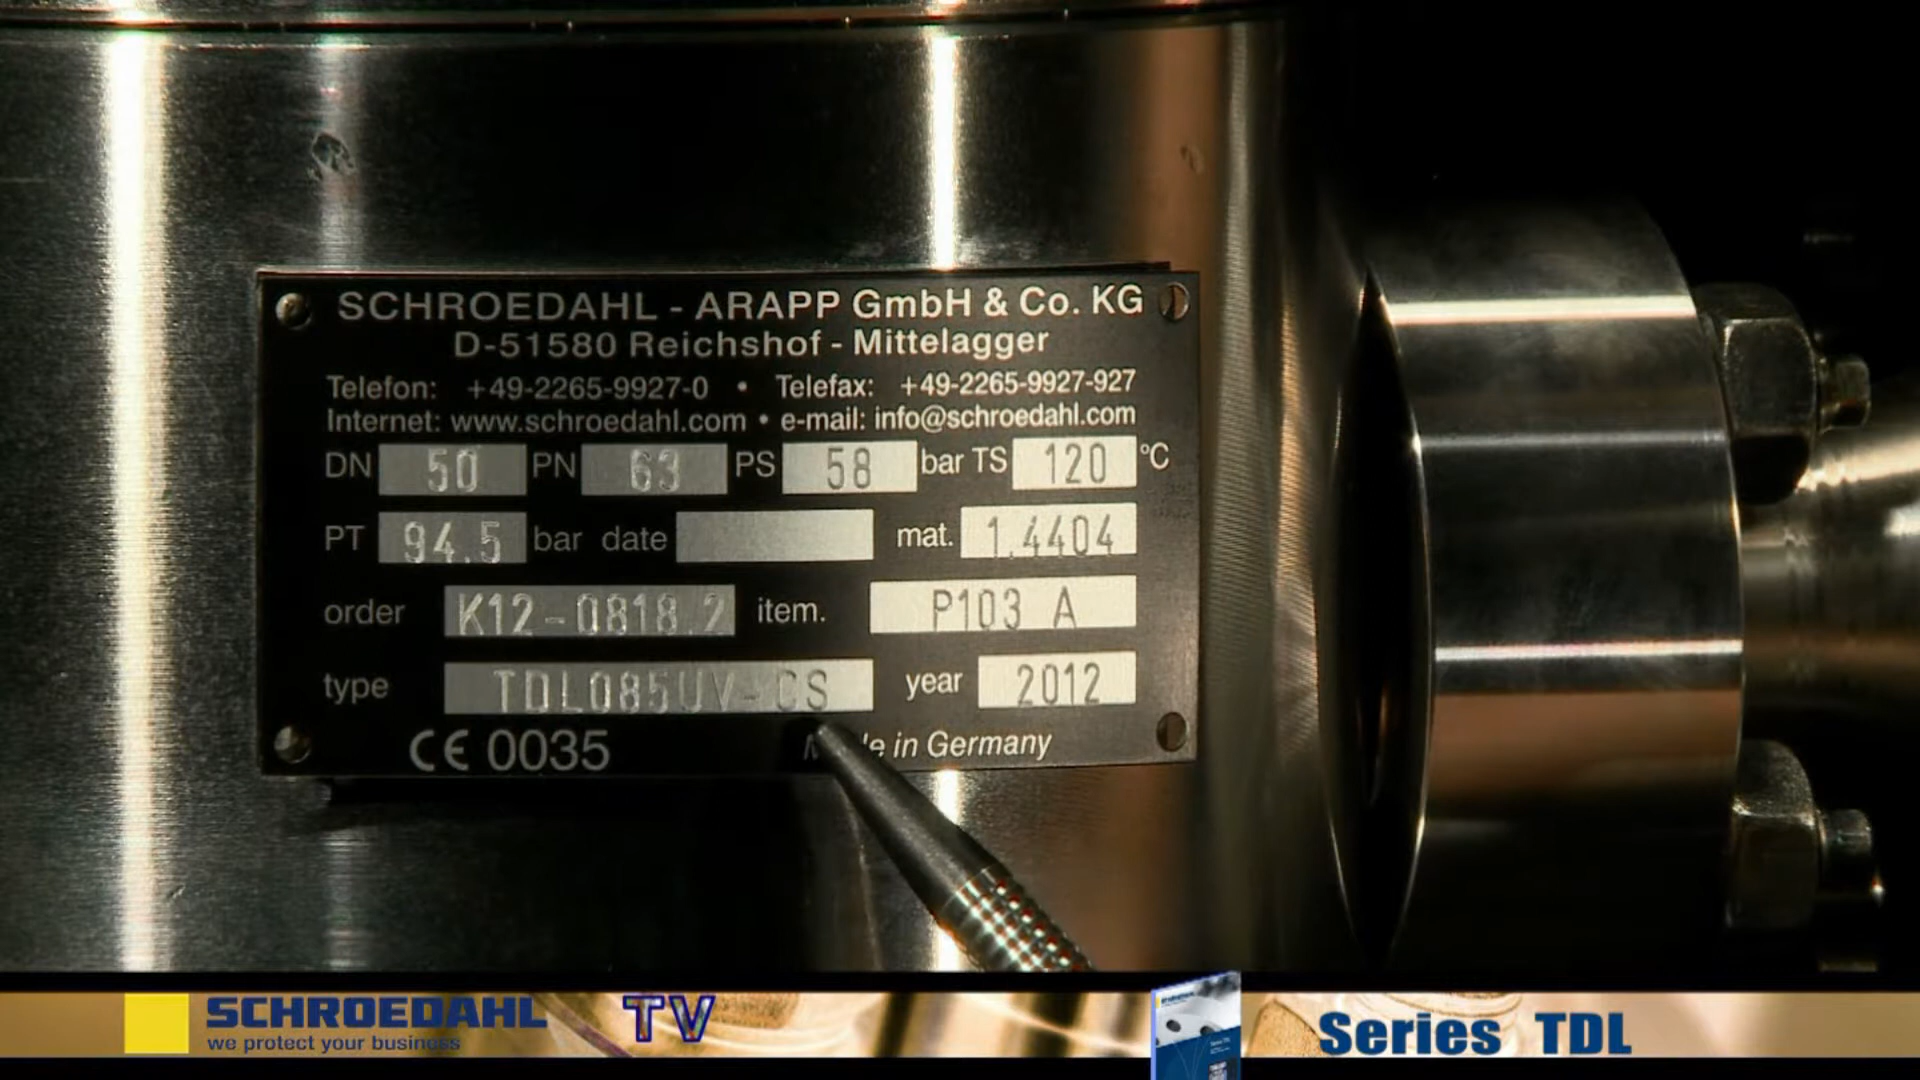 SCHROEDAHL - ARAPP GmbH & Co. KG
D-51580 Reichshof - Mittelagger
Telefon: +49-2265-9927-0 • Telefax: +49-2265-9927-927
Internet: www.schroedahl.com • e-mail: info@schroedahl.com
DN 50 PN 63 PS 58 bar TS 120 °C
PT 94.5 bar date mat. 1.4404
order K12-0818.2 item. P103 A
type TDL085UV-CS year 2012
CE 0035 in Germany
SCHROEDAHL TV
we protect your business
Series TDL